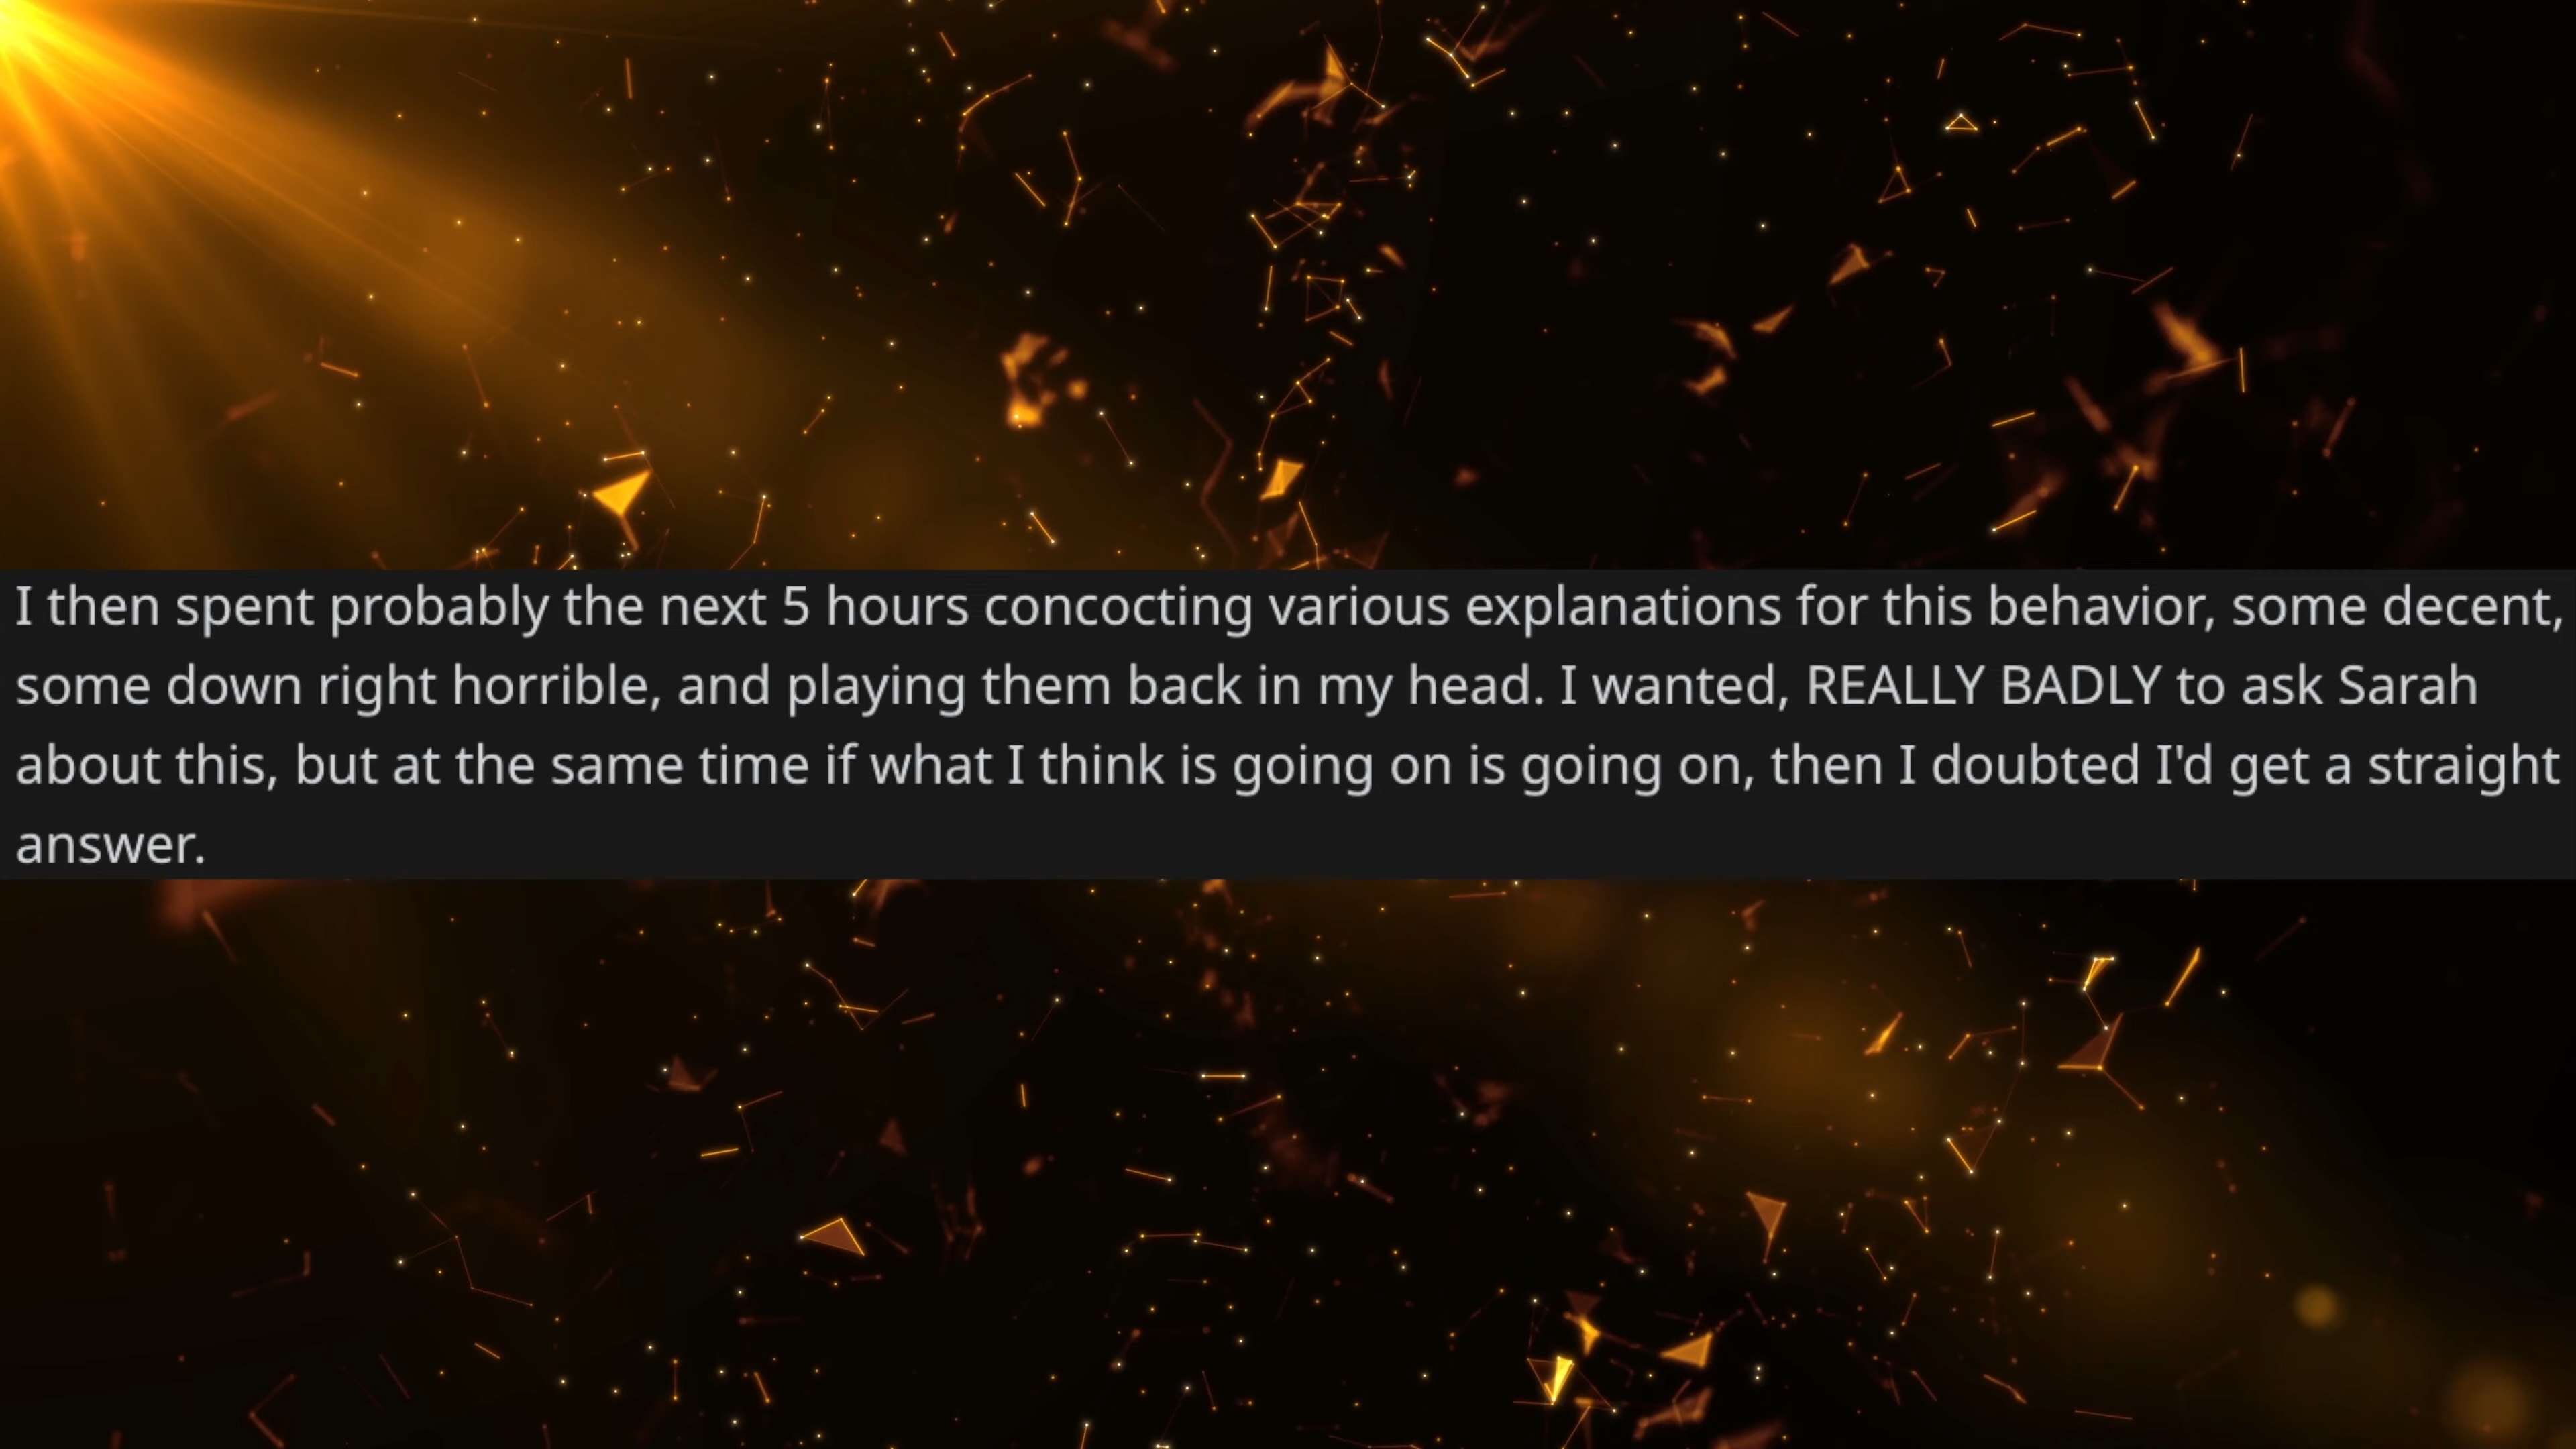 I then spent probably the next 5 hours concocting various explanations for this behavior, some decent,
some down right horrible, and playing them back in my head. I wanted, REALLY BADLY to ask Sarah
about this, but at the same time if what I think is going on is going on, then I doubted I'd get a straight
answer.